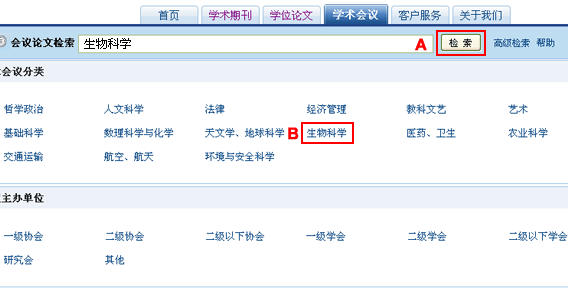 首页 学术期刊 学位论文 学术会议 客户服务 关于我们
会议论文检索 生物科学 A 检 索 高级检索 帮助
会议分类
哲学政治 人文科学 法律 经济管理 教科文艺 艺术
基础科学 数理科学与化学 天文学、地球科学 B 生物科学 医药、卫生 农业科学
交通运输 航空、航天 环境与安全科学
主办单位
一级协会 二级协会 二级以下协会 一级学会 二级学会 二级以下学会
研究会 其他